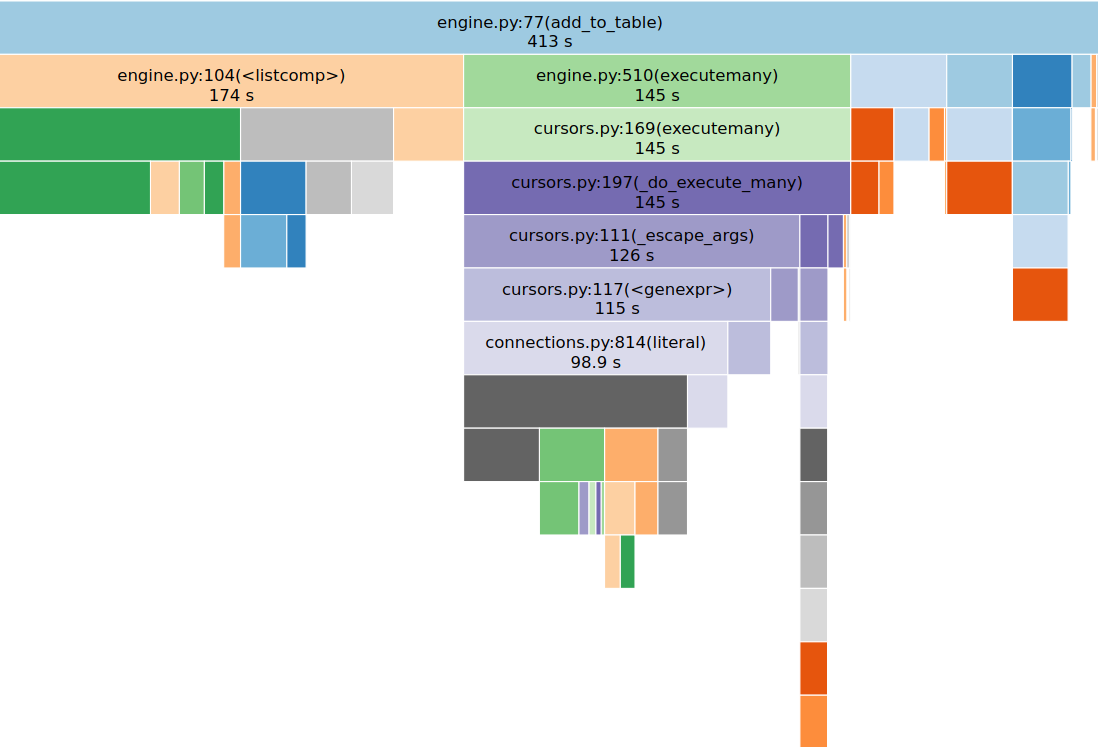 engine.py:77(add_to_table)
413 s
engine.py:104(<listcomp>)
174 s
engine.py:510(executemany)
145 s
cursors.py:169(executemany)
145 s
cursors.py:197(_do_execute_many)
145 s
cursors.py:111(_escape_args)
126 s
cursors.py:117(<genexpr>)
115 s
connections.py:814(literal)
98.9 s